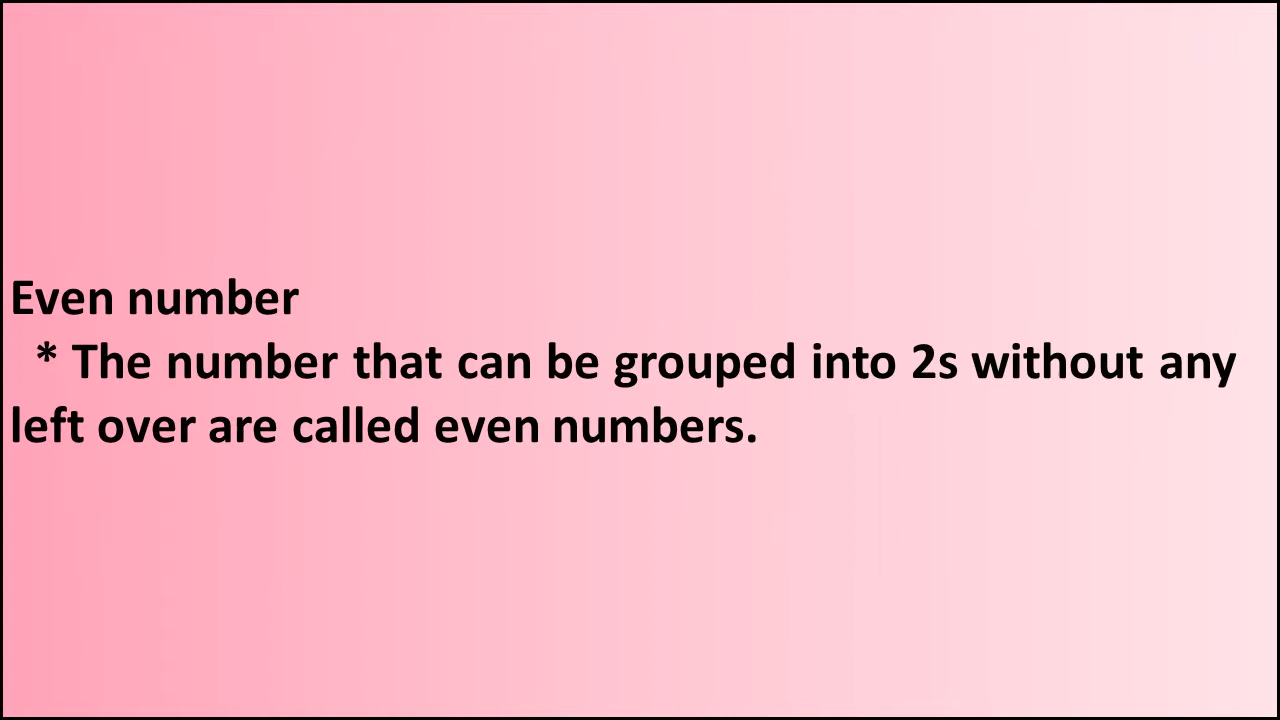 Even number
* The number that can be grouped into 2s without any
left over are called even numbers.